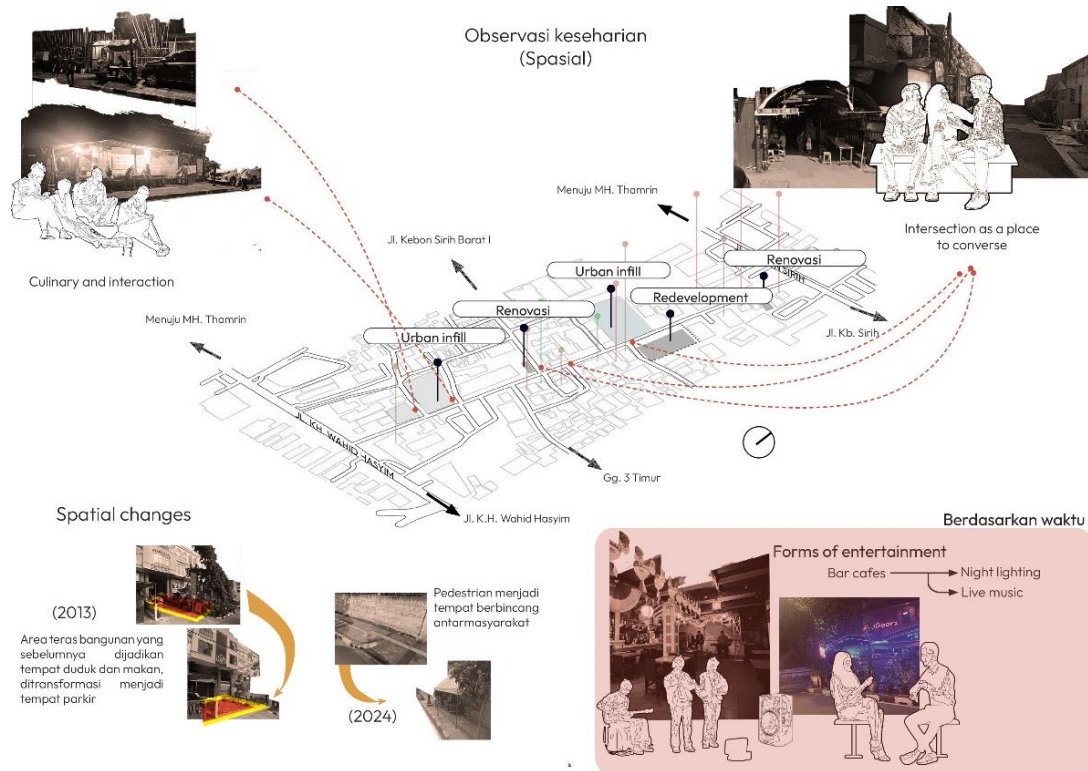 Observasi keseharian
(Spasial)
Culinary and interaction
Intersection as a place
to converse
Menuju MH. Thamrin
Jl. Kebon Sirih Barat I
Urban infill
Renovasi
Renovasi
Redevelopment
Menuju MH. Thamrin
Urban infill
Jl. Kb. Sirih
JL. KH. WAHID HASYIM
Gg. 3 Timur
Jl. K.H. Wahid Hasyim
Spatial changes
(2013)
Area teras bangunan yang
sebelumnya dijadikan
tempat duduk dan makan,
ditransformasi menjadi
tempat parkir
Pedestrian menjadi
tempat berbincang
antarmasyarakat
(2024)
Berdasarkan waktu
Forms of entertainment
Bar cafes
Night lighting
Live music